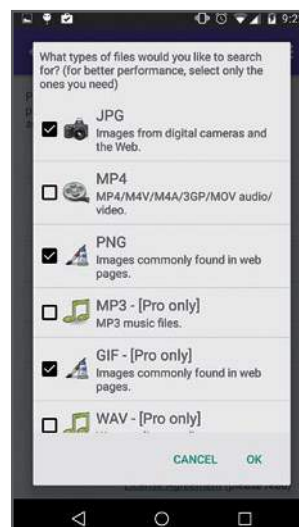 9:2
What types of files would you like to search
for? (for better performance, select only the
ones you need)
JPG
Images from digital cameras and
the Web.
MP4
MP4/M4V/M4A/3GP/MOV audio/
video.
PNG
Images commonly found in web
pages.
MP3 - [Pro only]
MP3 music files.
GIF - [Pro only]
Images commonly found in web
pages.
WAV - [Pro only]
CANCEL OK